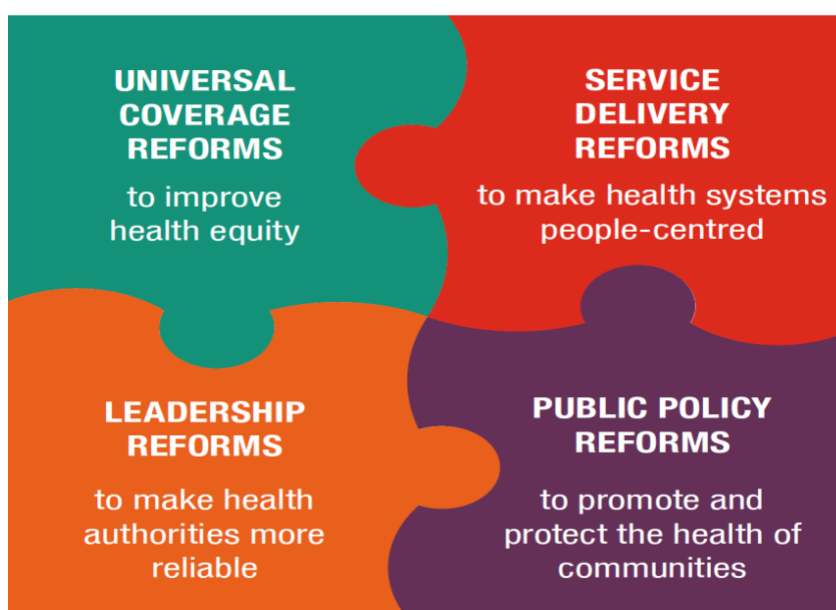 UNIVERSAL
COVERAGE
REFORMS
to improve
health equity
SERVICE
DELIVERY
REFORMS
to make health systems
people-centred
LEADERSHIP
REFORMS
to make health
authorities more
reliable
PUBLIC POLICY
REFORMS
to promote and
protect the health of
communities